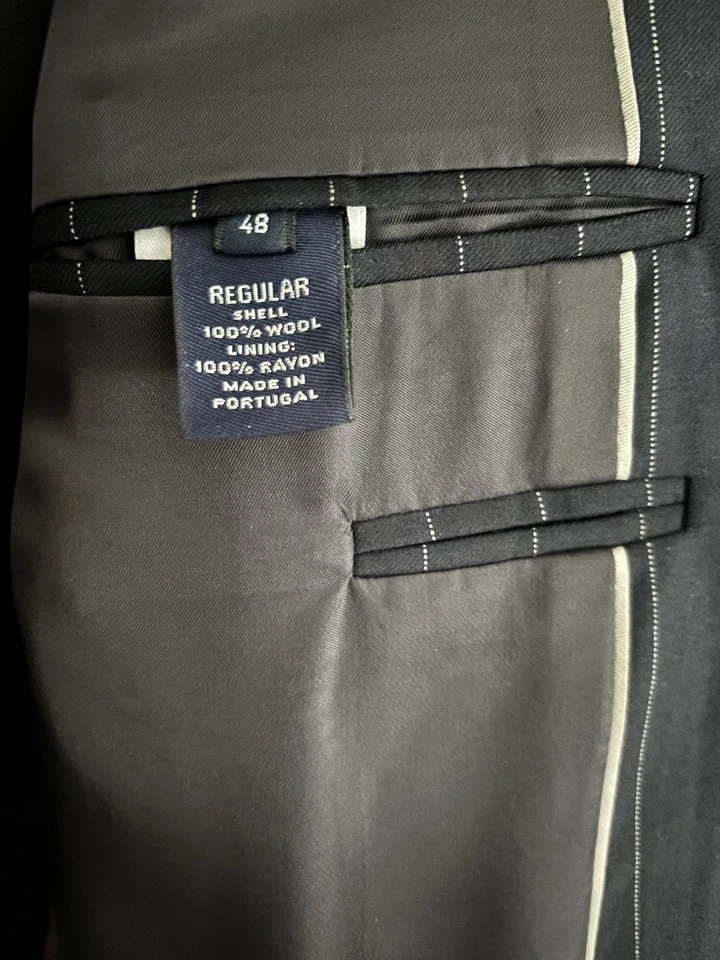 48
REGULAR
SHELL
100% WOOL
LINING:
100% RAYON
MADE IN
PORTUGAL